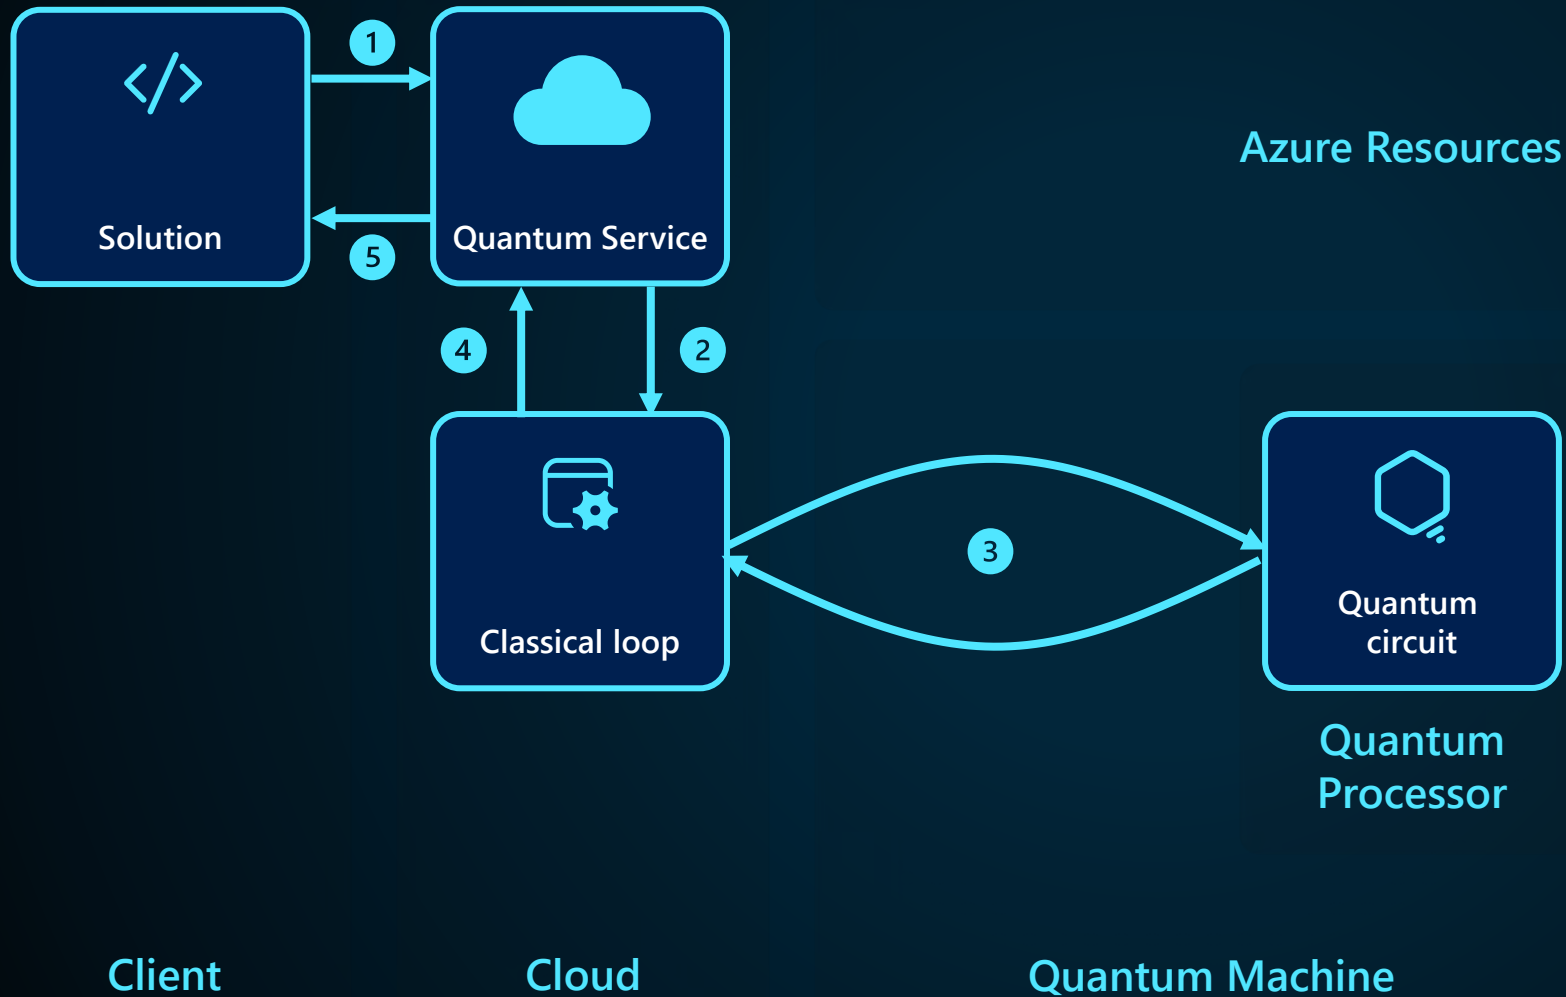 1
Azure Resources
Solution
5
Quantum Service
4
2
3
Classical loop
Quantum
circuit
Quantum
Processor
Client
Cloud
Quantum Machine